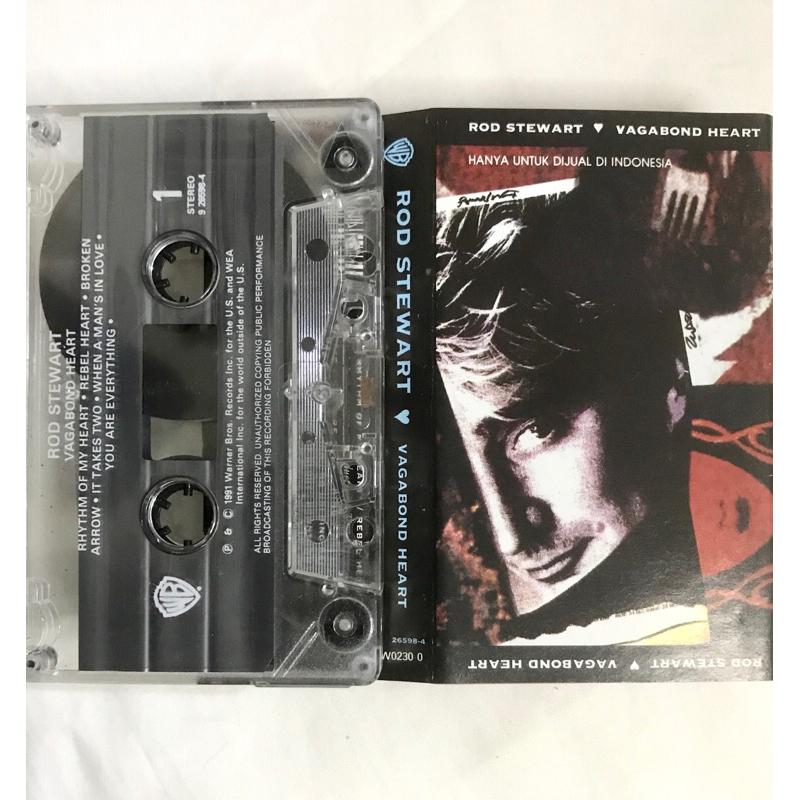 ROD STEWART
VAGABOND HEART
RHYTHM OF MY HEART • REBEL HEART • BROKEN
ARROW • IT TAKES TWO • WHEN A MAN'S IN LOVE •
YOU ARE EVERYTHING •
1
STEREO
9 26598-4
℗ & © 1991 Warner Bros. Records Inc. for the U.S. and WEA
International Inc. for the world outside of the U.S.
ALL RIGHTS RESERVED. UNAUTHORIZED COPYING PUBLIC PERFORMANCE
BROADCASTING OF THIS RECORDING FORBIDDEN
ROD STEWART ♥ VAGABOND HEART
26598-4
W0230 0
ROD STEWART ♥ VAGABOND HEART
HANYA UNTUK DIJUAL DI INDONESIA
ROD STEWART ♥ VAGABOND HEART